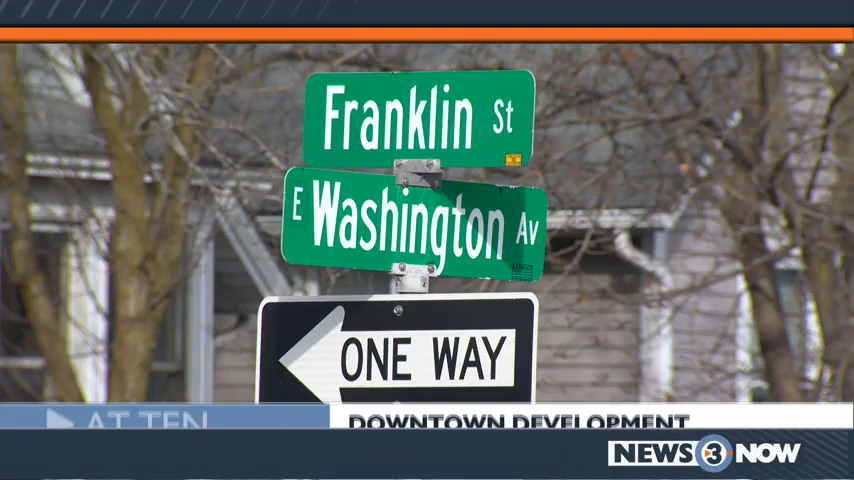 Franklin St
E Washington Av
ONE WAY
AT TEN
DOWNTOWN DEVELOPMENT
NEWS 3 NOW